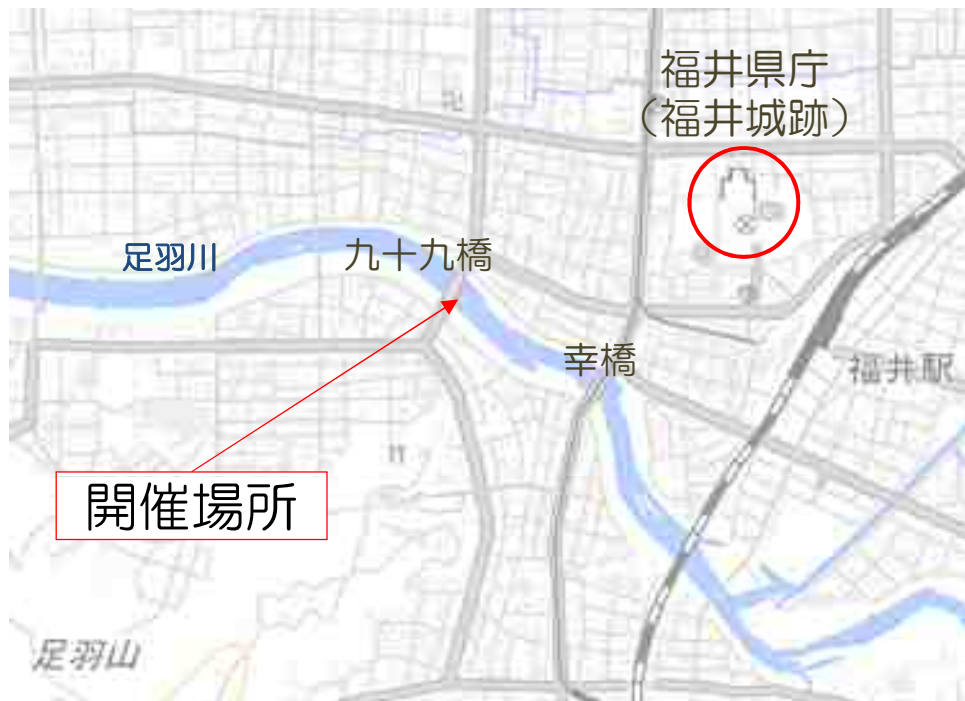 福井県庁
（福井城跡）
足羽川
九十九橋
幸橋
福井駅
開催場所
足羽山